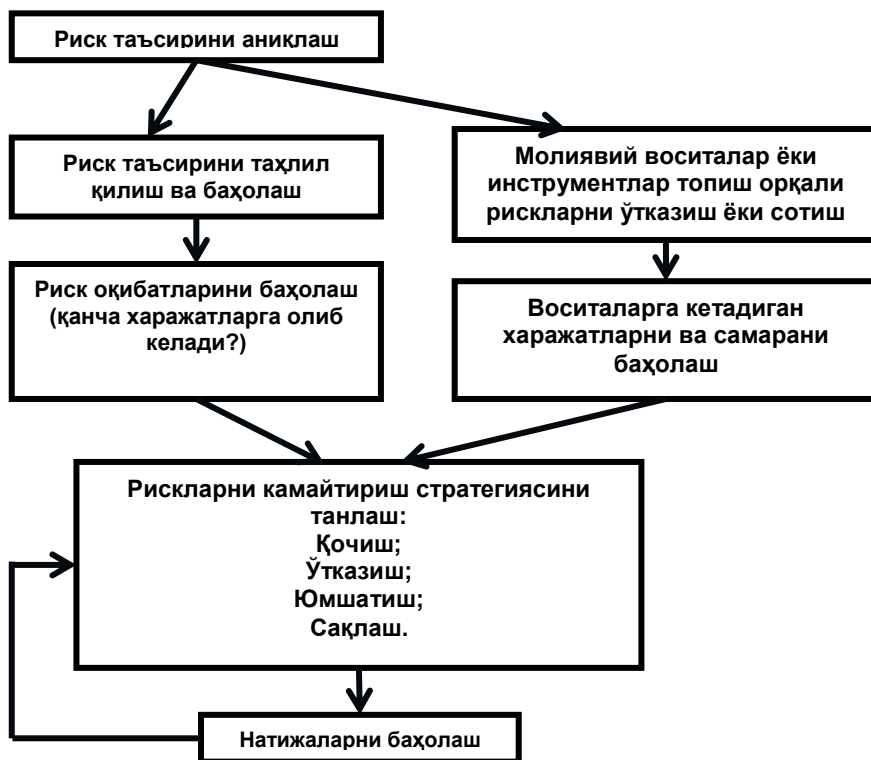 Риск таъсирини аниқлаш
Риск таъсирини таҳлил
қилиш ва баҳолаш
Молиявий воситалар ёки
инструментлар топиш орқали
рискларни ўтказиш ёки сотиш
Риск оқибатларини баҳолаш
(қанча харажатларга олиб
келади?)
Воситаларга кетадиган
харажатларни ва самарани
баҳолаш
Рискларни камайтириш стратегиясини
танлаш:
Қочиш;
Ўтказиш;
Юмшатиш;
Сақлаш.
Натижаларни баҳолаш